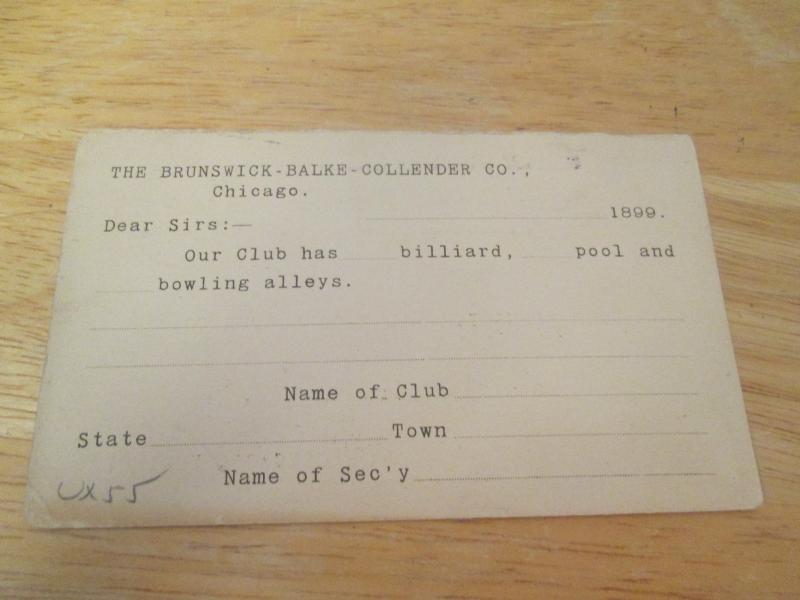 THE BRUNSWICK-BALKE-COLLENDER CO.,
Chicago.
1899.
Dear Sirs:—
Our Club has billiard, pool and
bowling alleys.
Name of Club
State Town
Name of Sec'y
UX55